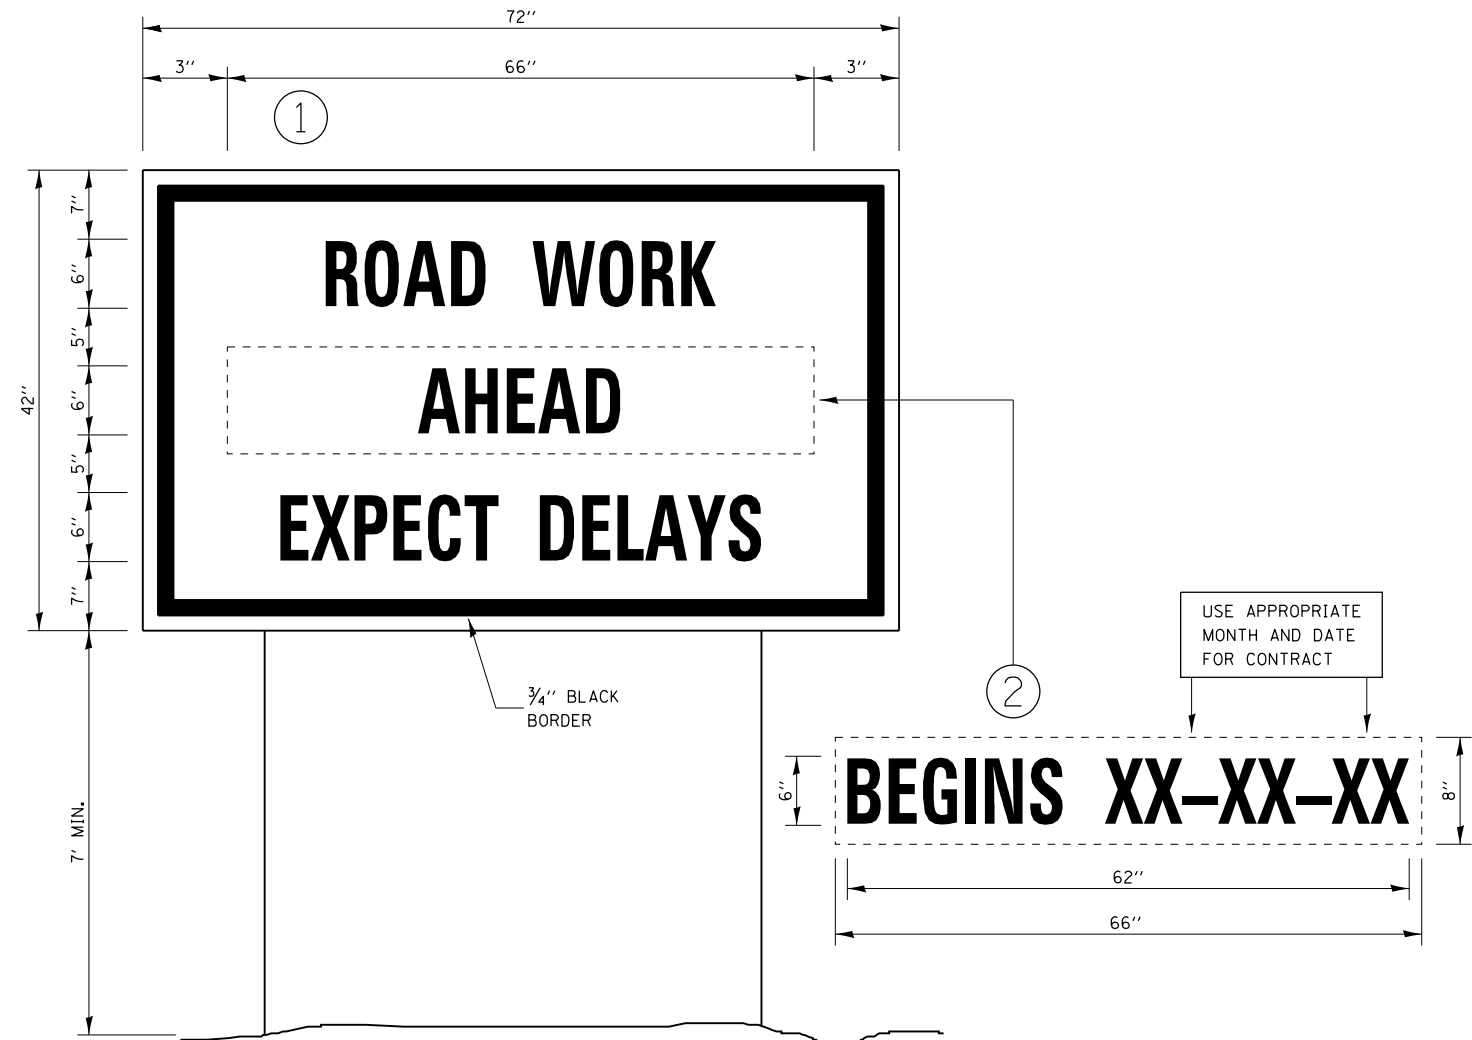 72''
3'' 66'' 3''
1
7''
6''
5''
6''
5''
6''
7''
42''
7' MIN.
ROAD WORK
AHEAD
EXPECT DELAYS
¾'' BLACK
BORDER
USE APPROPRIATE
MONTH AND DATE
FOR CONTRACT
2
BEGINS XX-XX-XX
6''
8''
62''
66''